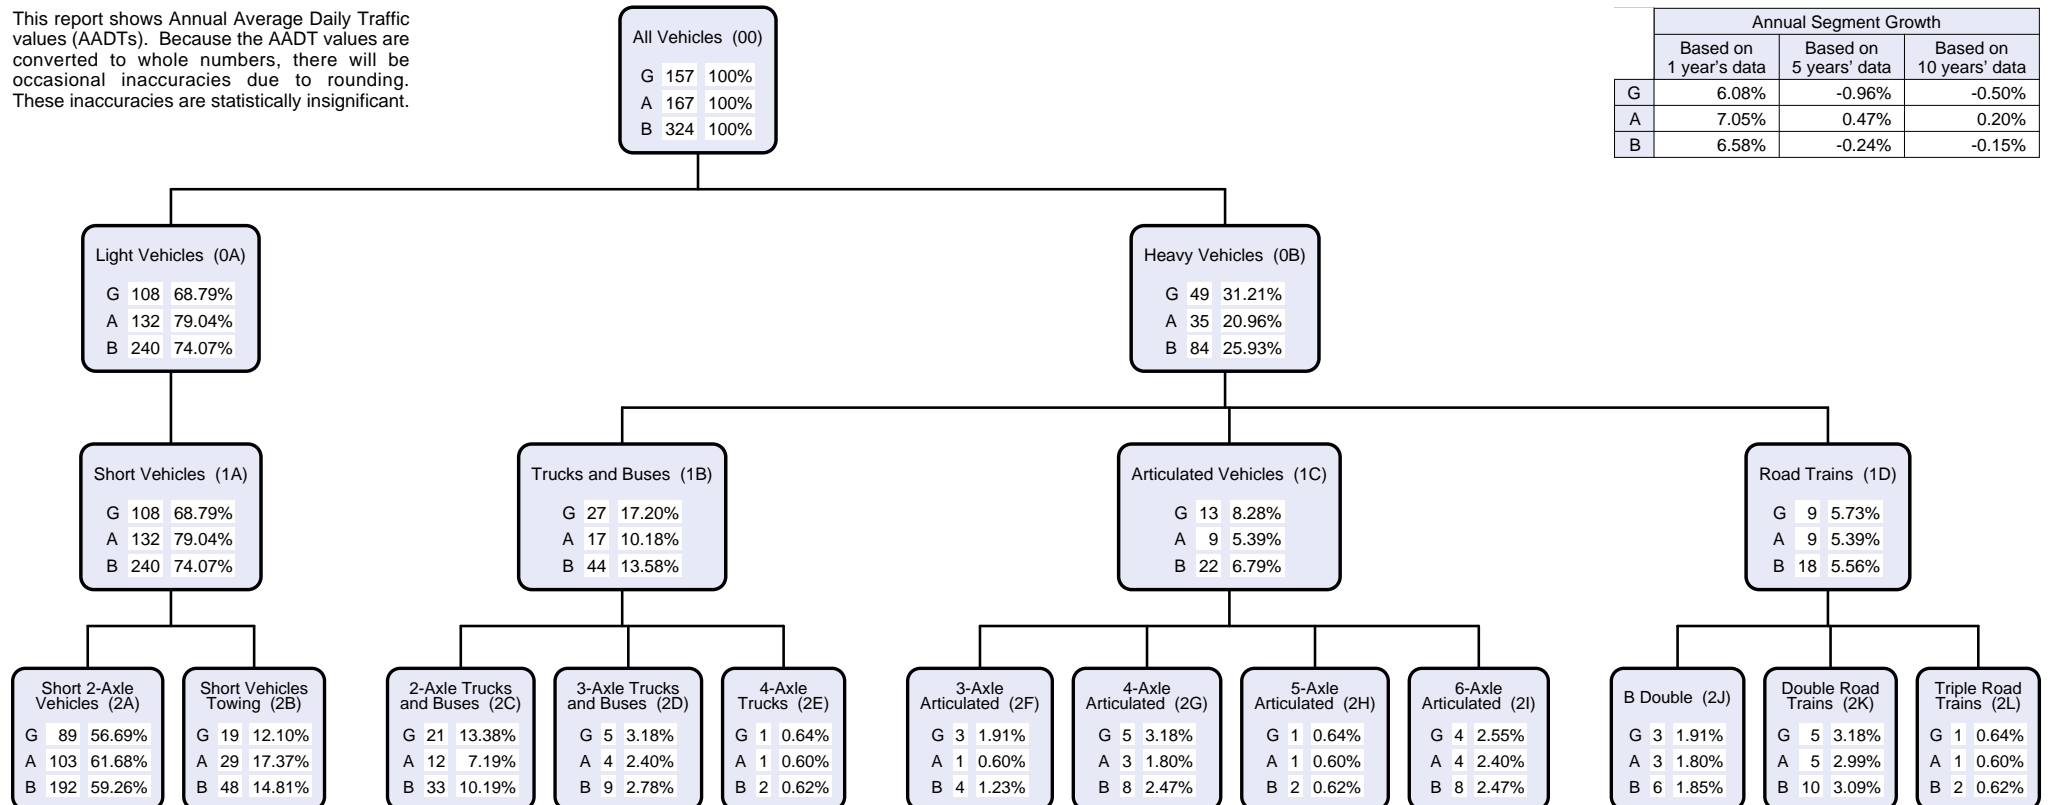 This report shows Annual Average Daily Traffic
values (AADTs). Because the AADT values are
converted to whole numbers, there will be
occasional inaccuracies due to rounding.
These inaccuracies are statistically insignificant.
All Vehicles (00)
G 157 100%
A 167 100%
B 324 100%
Annual Segment Growth
Based on 1 year's data Based on 5 years' data Based on 10 years' data
G 6.08% -0.96% -0.50%
A 7.05% 0.47% 0.20%
B 6.58% -0.24% -0.15%
Light Vehicles (0A)
G 108 68.79%
A 132 79.04%
B 240 74.07%
Heavy Vehicles (0B)
G 49 31.21%
A 35 20.96%
B 84 25.93%
Short Vehicles (1A)
G 108 68.79%
A 132 79.04%
B 240 74.07%
Trucks and Buses (1B)
G 27 17.20%
A 17 10.18%
B 44 13.58%
Articulated Vehicles (1C)
G 13 8.28%
A 9 5.39%
B 22 6.79%
Road Trains (1D)
G 9 5.73%
A 9 5.39%
B 18 5.56%
Short 2-Axle
Vehicles (2A)
G 89 56.69%
A 103 61.68%
B 192 59.26%
Short Vehicles
Towing (2B)
G 19 12.10%
A 29 17.37%
B 48 14.81%
2-Axle Trucks
and Buses (2C)
G 21 13.38%
A 12 7.19%
B 33 10.19%
3-Axle Trucks
and Buses (2D)
G 5 3.18%
A 4 2.40%
B 9 2.78%
4-Axle
Trucks (2E)
G 1 0.64%
A 1 0.60%
B 2 0.62%
3-Axle
Articulated (2F)
G 3 1.91%
A 1 0.60%
B 4 1.23%
4-Axle
Articulated (2G)
G 5 3.18%
A 3 1.80%
B 8 2.47%
5-Axle
Articulated (2H)
G 1 0.64%
A 1 0.60%
B 2 0.62%
6-Axle
Articulated (2I)
G 4 2.55%
A 4 2.40%
B 8 2.47%
B Double (2J)
G 3 1.91%
A 3 1.80%
B 6 1.85%
Double Road
Trains (2K)
G 5 3.18%
A 5 2.99%
B 10 3.09%
Triple Road
Trains (2L)
G 1 0.64%
A 1 0.60%
B 2 0.62%